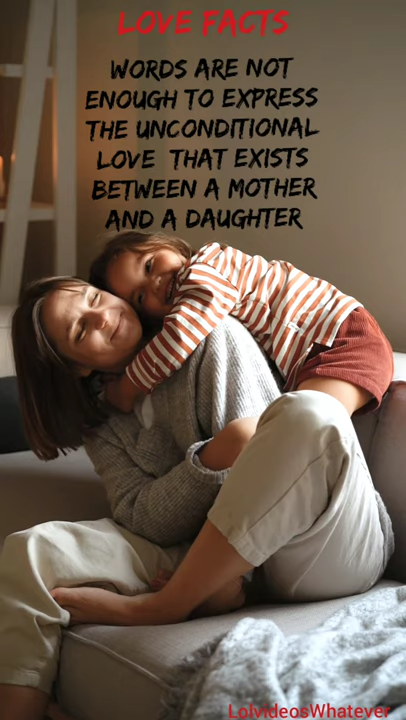 LOVE FACTS
WORDS ARE NOT
ENOUGH TO EXPRESS
THE UNCONDITIONAL
LOVE THAT EXISTS
BETWEEN A MOTHER
AND A DAUGHTER
LolvideosWhatever